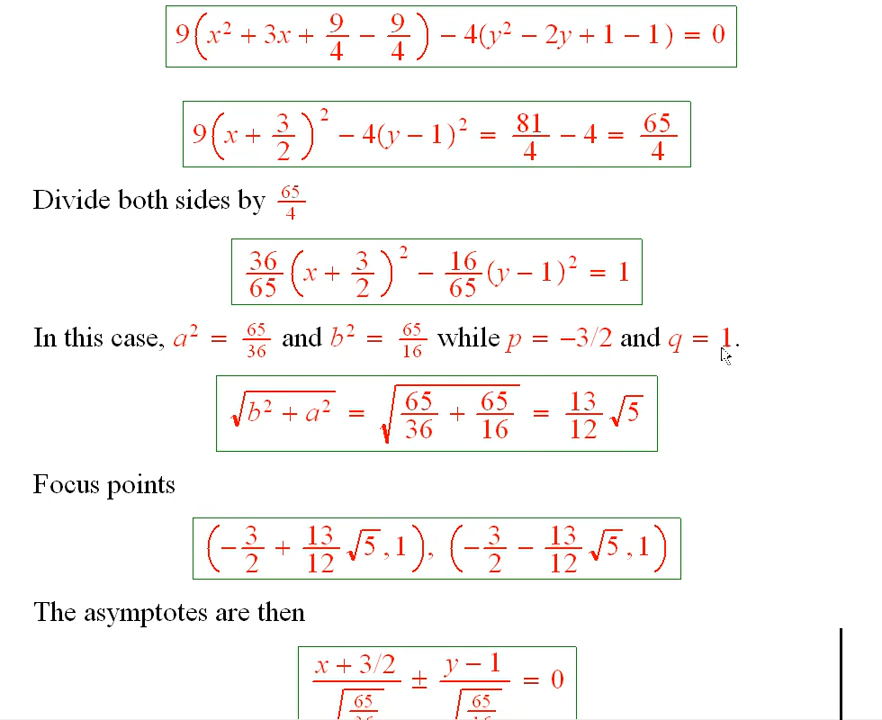 9(x² + 3x + 9/4 − 9/4) − 4(y² − 2y + 1 − 1) = 0
9(x + 3/2)² − 4(y − 1)² = 81/4 − 4 = 65/4
Divide both sides by 65/4
36/65 (x + 3/2)² − 16/65 (y − 1)² = 1
In this case, a² = 65/36 and b² = 65/16 while p = −3/2 and q = 1.
√(b² + a²) = √(65/36 + 65/16) = 13/12 √5
Focus points
(−3/2 + 13/12 √5, 1), (−3/2 − 13/12 √5, 1)
The asymptotes are then
(x + 3/2)/√(65/) ± (y − 1)/√(65/) = 0